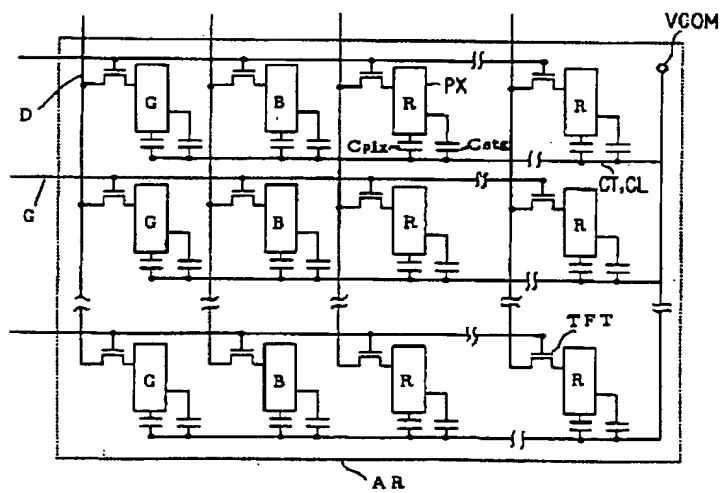 VCOM
G B R R PX
D
Cpix Cstg
CT,CL
G
G B R R
TFT
G B R R
AR